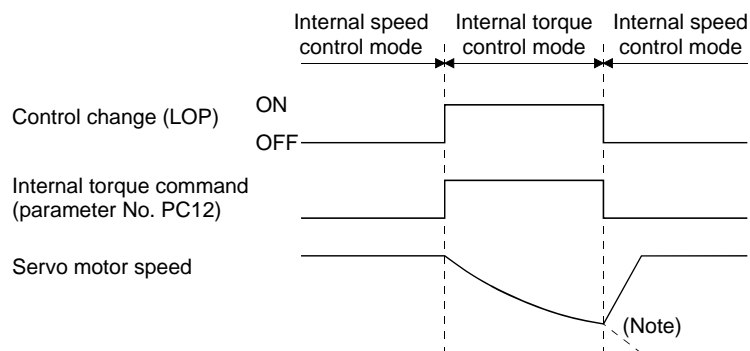 Internal speed control mode
Internal torque control mode
Internal speed control mode
Control change (LOP)
ON
OFF
Internal torque command
(parameter No. PC12)
Servo motor speed
(Note)